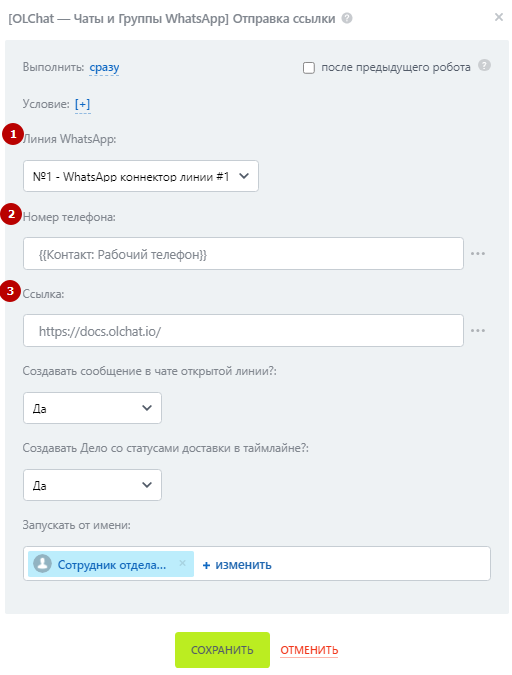 [OLChat — Чаты и Группы WhatsApp] Отправка ссылки ? ×
Выполнить: сразу после предыдущего робота ?
Условие: [+]
1 Линия WhatsApp:
№1 - WhatsApp коннектор линии #1
2 Номер телефона:
{{Контакт: Рабочий телефон}} ...
3 Ссылка:
https://docs.olchat.io/ ...
Создавать сообщение в чате открытой линии?:
Да
Создавать Дело со статусами доставки в таймлайне?:
Да
Запускать от имени:
Сотрудник отдела... × + изменить
СОХРАНИТЬ ОТМЕНИТЬ